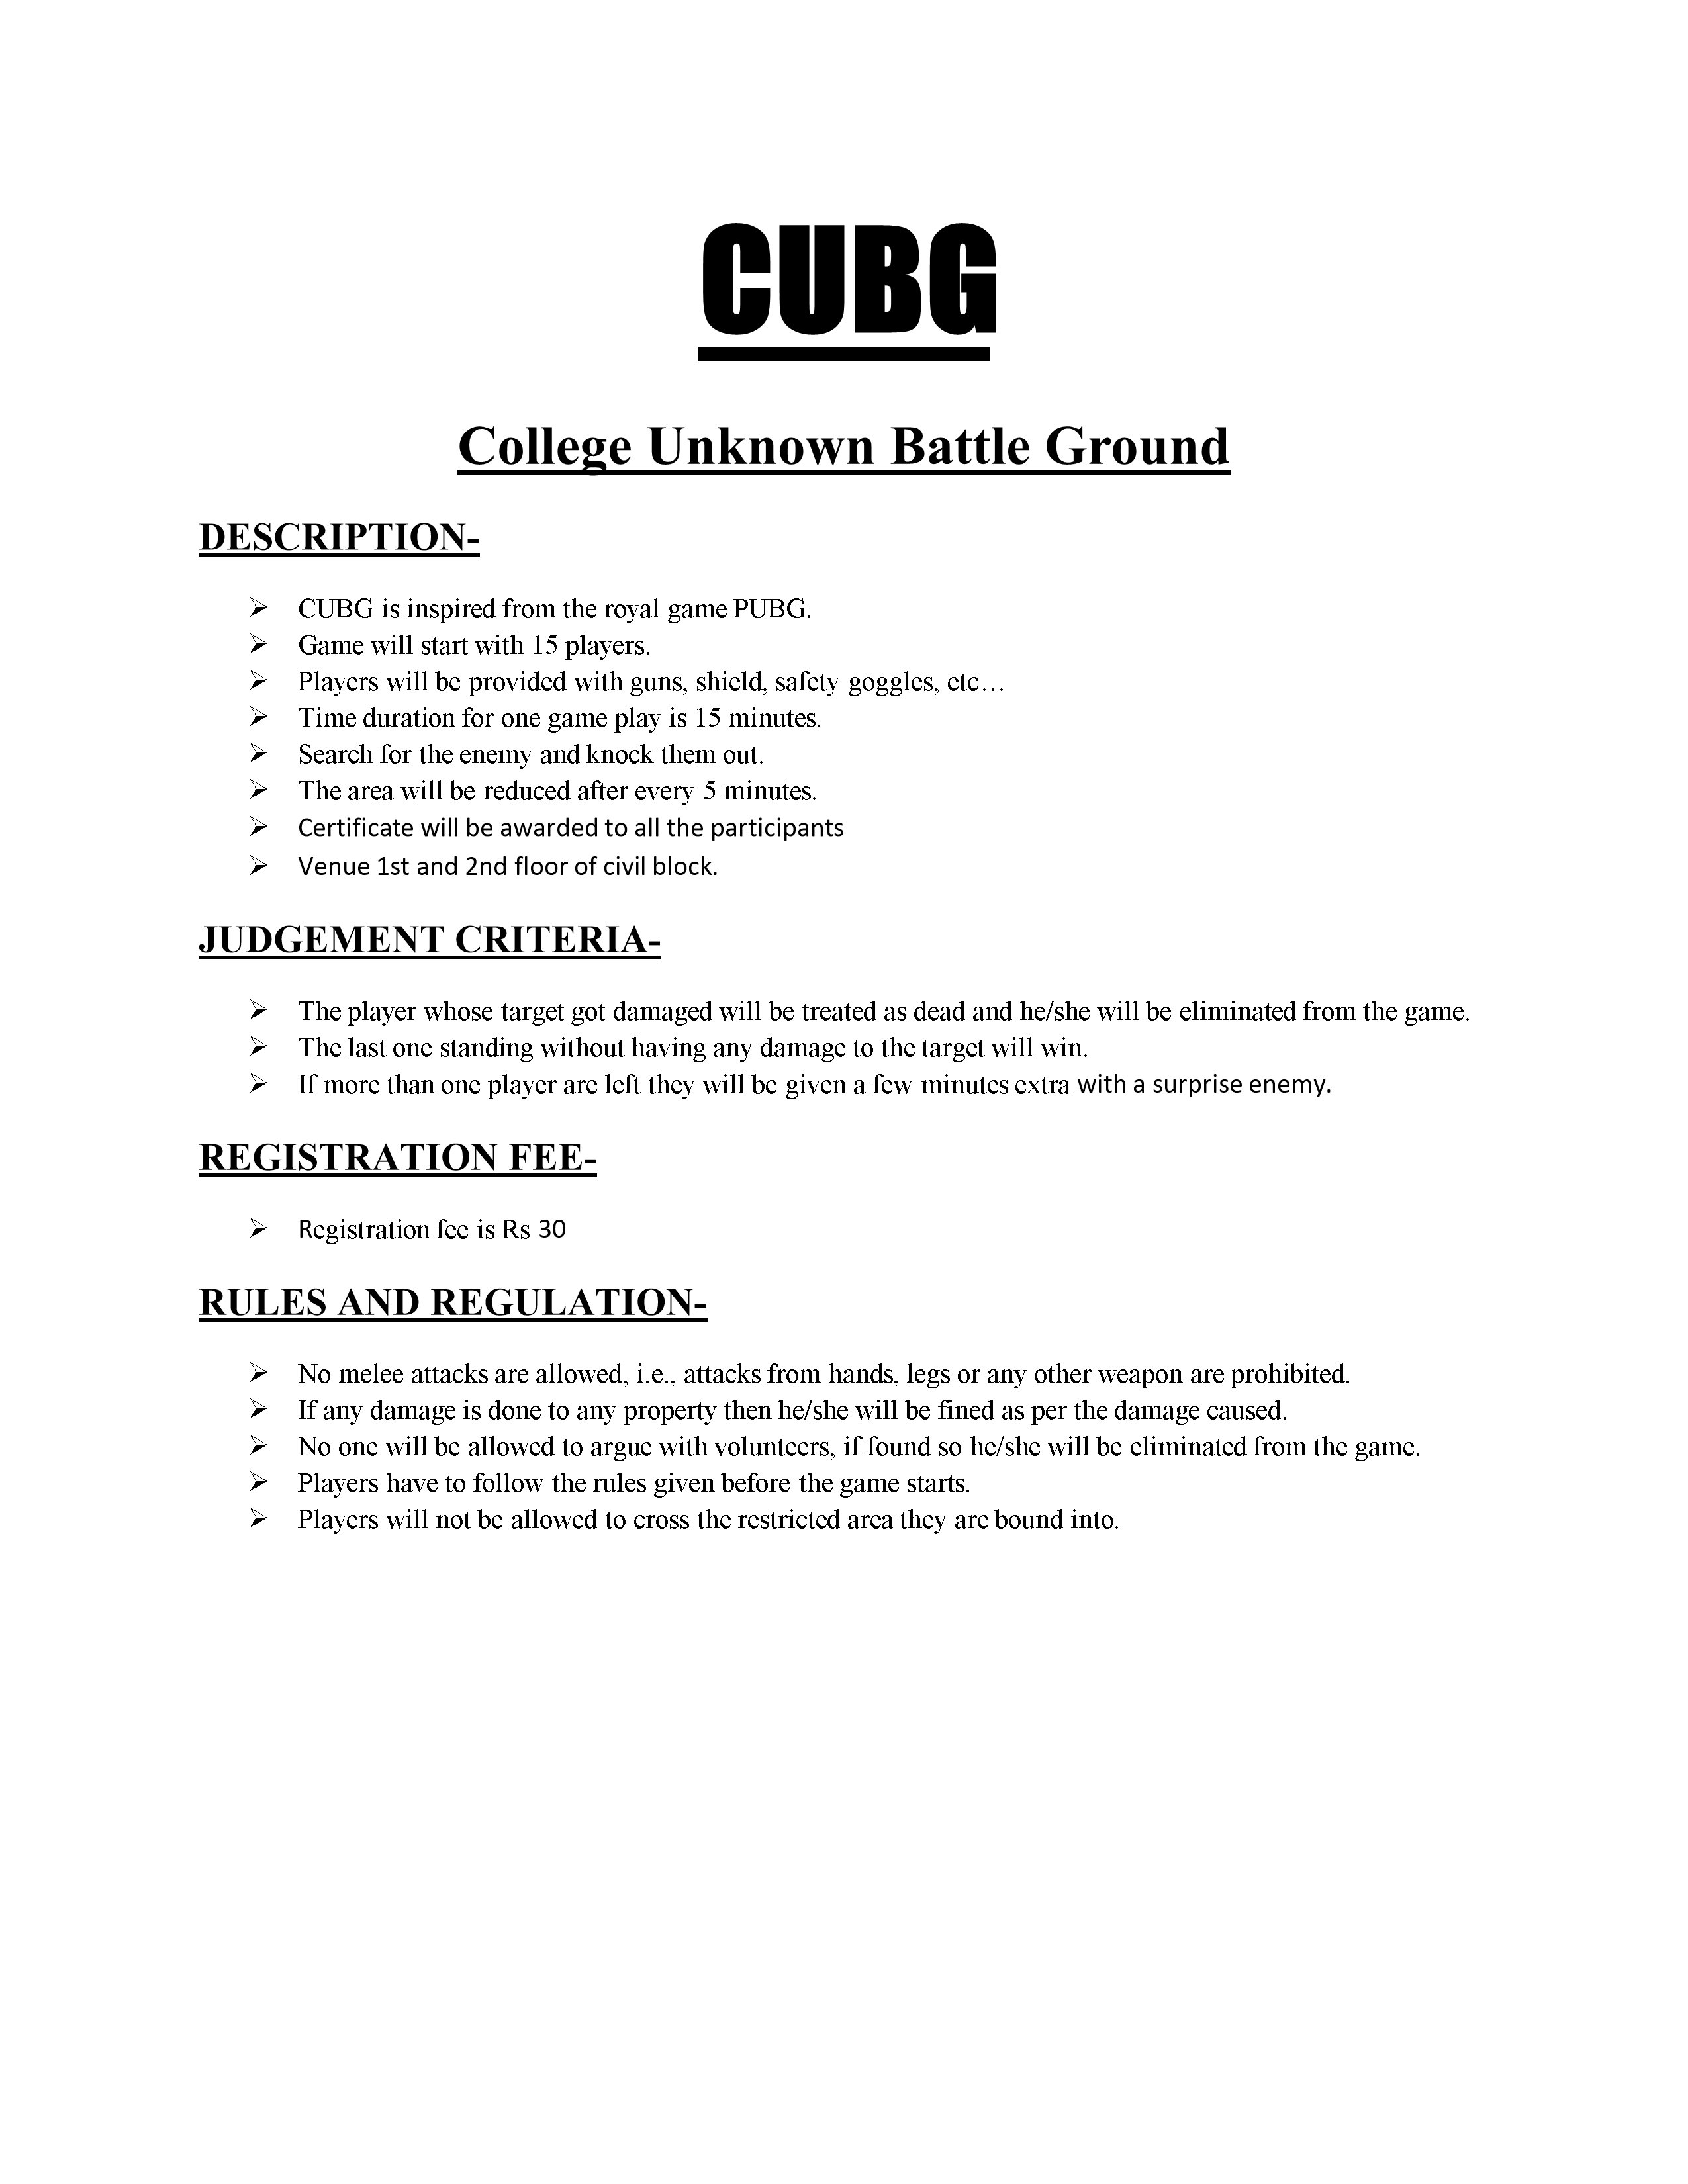 CUBG
College Unknown Battle Ground
DESCRIPTION-
➢ CUBG is inspired from the royal game PUBG.
➢ Game will start with 15 players.
➢ Players will be provided with guns, shield, safety goggles, etc…
➢ Time duration for one game play is 15 minutes.
➢ Search for the enemy and knock them out.
➢ The area will be reduced after every 5 minutes.
➢ Certificate will be awarded to all the participants
➢ Venue 1st and 2nd floor of civil block.
JUDGEMENT CRITERIA-
➢ The player whose target got damaged will be treated as dead and he/she will be eliminated from the game.
➢ The last one standing without having any damage to the target will win.
➢ If more than one player are left they will be given a few minutes extra with a surprise enemy.
REGISTRATION FEE-
➢ Registration fee is Rs 30
RULES AND REGULATION-
➢ No melee attacks are allowed, i.e., attacks from hands, legs or any other weapon are prohibited.
➢ If any damage is done to any property then he/she will be fined as per the damage caused.
➢ No one will be allowed to argue with volunteers, if found so he/she will be eliminated from the game.
➢ Players have to follow the rules given before the game starts.
➢ Players will not be allowed to cross the restricted area they are bound into.